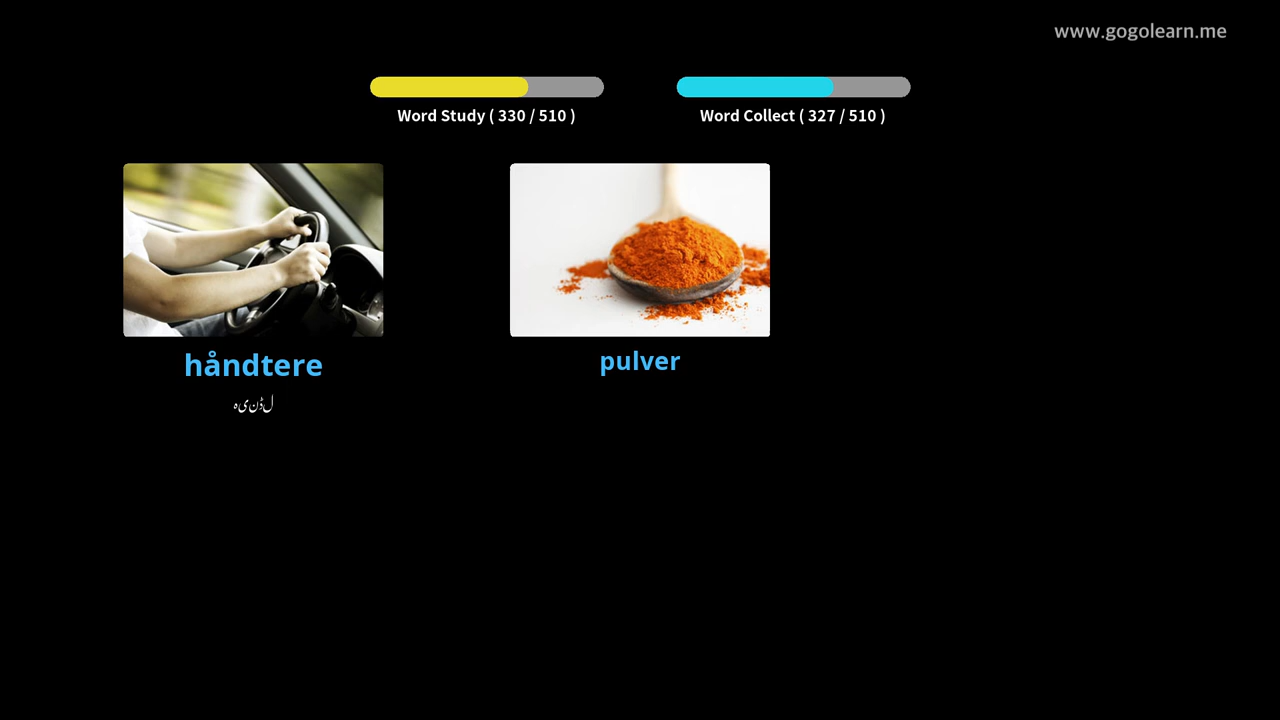 www.gogolearn.me
Word Study ( 330 / 510 )
Word Collect ( 327 / 510 )
håndtere
pulver
ہینڈل